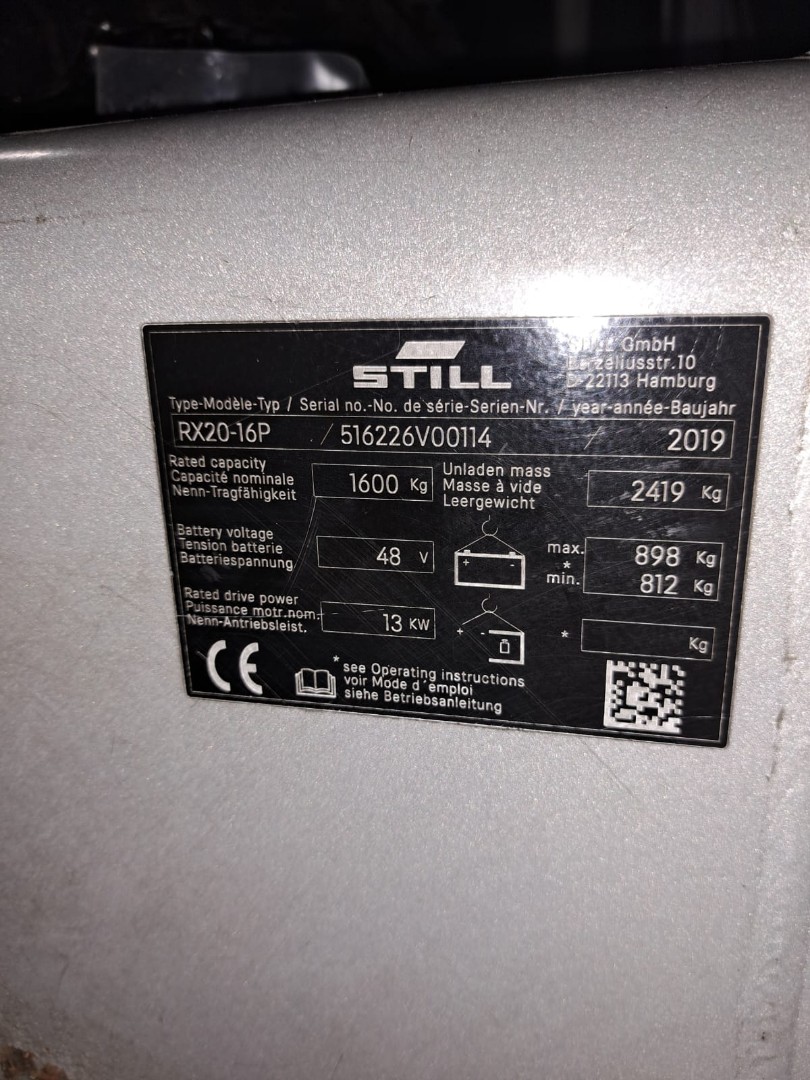 STILL
GmbH
D-22113 Hamburg
Type-Modèle-Typ / Serial no.-No. de série-Serien-Nr. / year-année-Baujahr
RX20-16P / 516226V00114 / 2019
Rated capacity
Capacité nominale
Nenn-Tragfähigkeit
1600 Kg
Unladen mass
Masse à vide
Leergewicht
2419 Kg
Battery voltage
Tension batterie
Batteriespannung
48 V
+ -
max.
*
min.
898 Kg
812 Kg
Rated drive power
Puissance motr.nom.
Nenn-Antriebsleist.
13 KW
+ -
* Kg
CE
* see Operating instructions
voir Mode d´emploi
siehe Betriebsanleitung